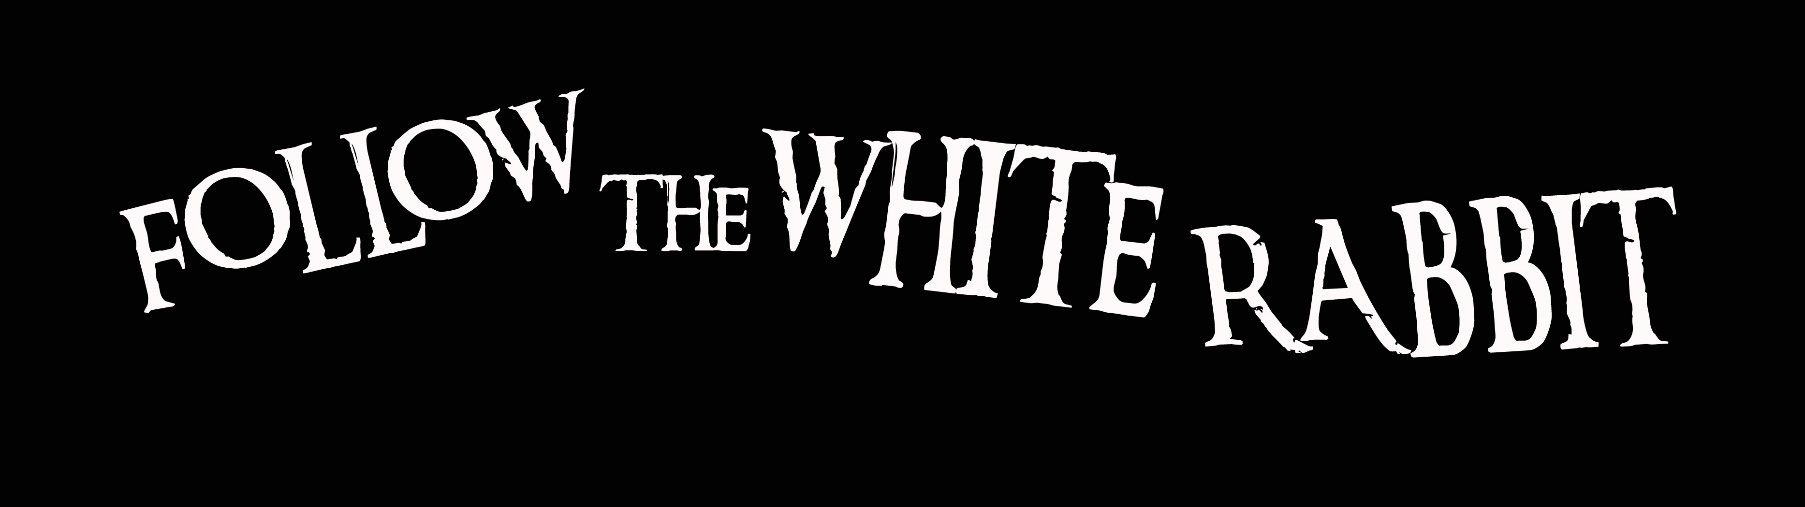 FOLLOW THE WHITE RABBIT